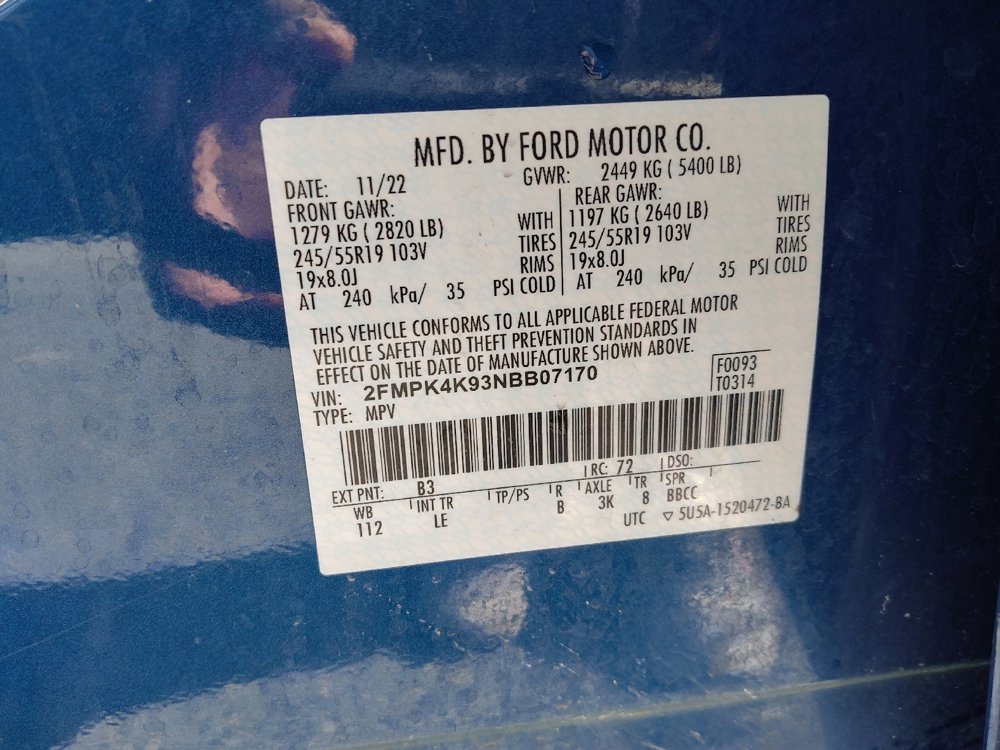 MFD. BY FORD MOTOR CO.
DATE: 11/22 GVWR: 2449 KG ( 5400 LB)
FRONT GAWR: REAR GAWR:
1279 KG ( 2820 LB) WITH 1197 KG ( 2640 LB) WITH
245/55R19 103V TIRES 245/55R19 103V TIRES
19x8.0J RIMS 19x8.0J RIMS
AT 240 kPa/ 35 PSI COLD AT 240 kPa/ 35 PSI COLD
THIS VEHICLE CONFORMS TO ALL APPLICABLE FEDERAL MOTOR
VEHICLE SAFETY AND THEFT PREVENTION STANDARDS IN
EFFECT ON THE DATE OF MANUFACTURE SHOWN ABOVE.
VIN: 2FMPK4K93NBB07170 F0093
TYPE: MPV T0314
EXT PNT: B3 RC: 72 DSO:
WB INT TR TP/PS R AXLE TR SPR
112 LE B 3K 8 BBCC
UTC ▽ 5U5A-1520472-BA